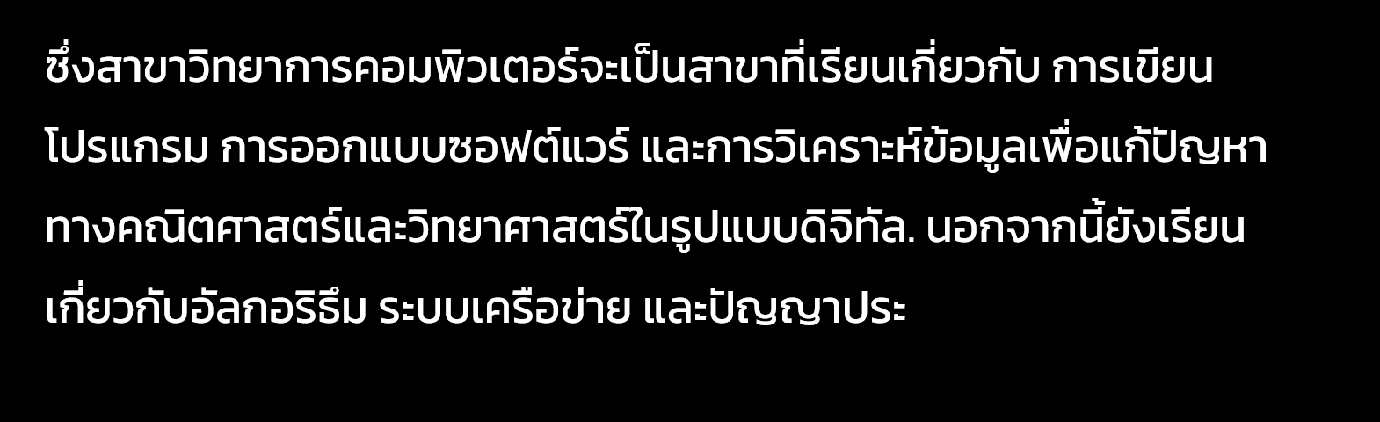 ซึ่งสาขาวิทยาการคอมพิวเตอร์จะเป็นสาขาที่เรียนเกี่ยวกับ การเขียน
โปรแกรม การออกแบบซอฟต์แวร์ และการวิเคราะห์ข้อมูลเพื่อแก้ปัญหา
ทางคณิตศาสตร์และวิทยาศาสตร์ในรูปแบบดิจิทัล. นอกจากนี้ยังเรียน
เกี่ยวกับอัลกอริธึม ระบบเครือข่าย และปัญญาประ